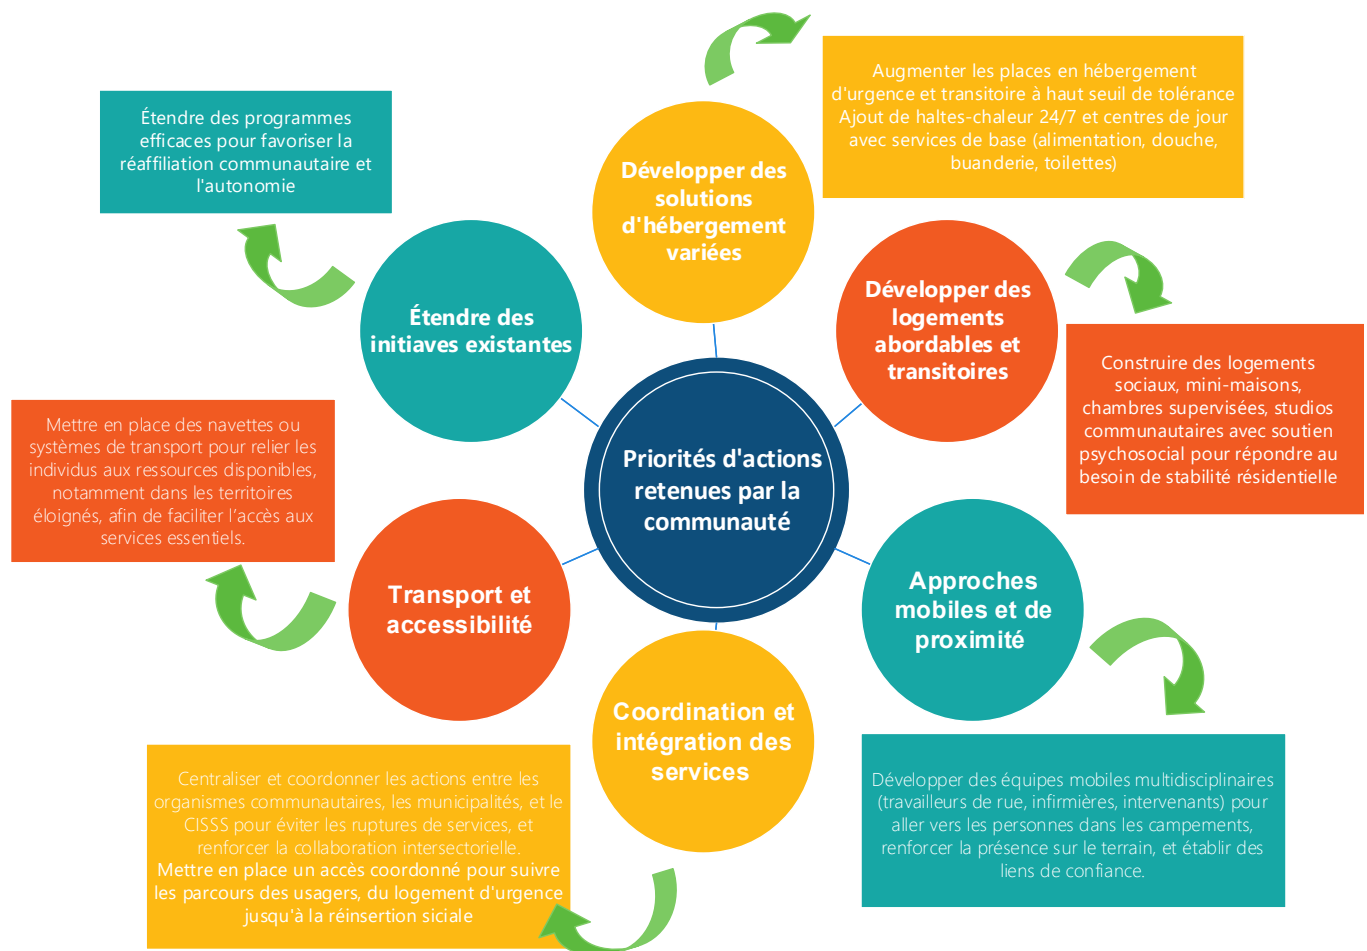 Priorités d'actions
retenues par la
communauté
Développer des
solutions
d'hébergement
variées
Augmenter les places en hébergement
d'urgence et transitoire à haut seuil de tolérance
Ajout de haltes-chaleur 24/7 et centres de jour
avec services de base (alimentation, douche,
buanderie, toilettes)
Développer des
logements
abordables et
transitoires
Construire des logements
sociaux, mini-maisons,
chambres supervisées, studios
communautaires avec soutien
psychosocial pour répondre au
besoin de stabilité résidentielle
Approches
mobiles et de
proximité
Développer des équipes mobiles multidisciplinaires
(travailleurs de rue, infirmières, intervenants) pour
aller vers les personnes dans les campements,
renforcer la présence sur le terrain, et établir des
liens de confiance.
Coordination et
intégration des
services
Centraliser et coordonner les actions entre les
organismes communautaires, les municipalités, et le
CISSS pour éviter les ruptures de services, et
renforcer la collaboration intersectorielle.
Mettre en place un accès coordonné pour suivre
les parcours des usagers, du logement d'urgence
jusqu'à la réinsertion siciale
Transport et
accessibilité
Mettre en place des navettes ou
systèmes de transport pour relier les
individus aux ressources disponibles,
notamment dans les territoires
éloignés, afin de faciliter l’accès aux
services essentiels.
Étendre des
initiaves existantes
Étendre des programmes
efficaces pour favoriser la
réaffiliation communautaire et
l'autonomie